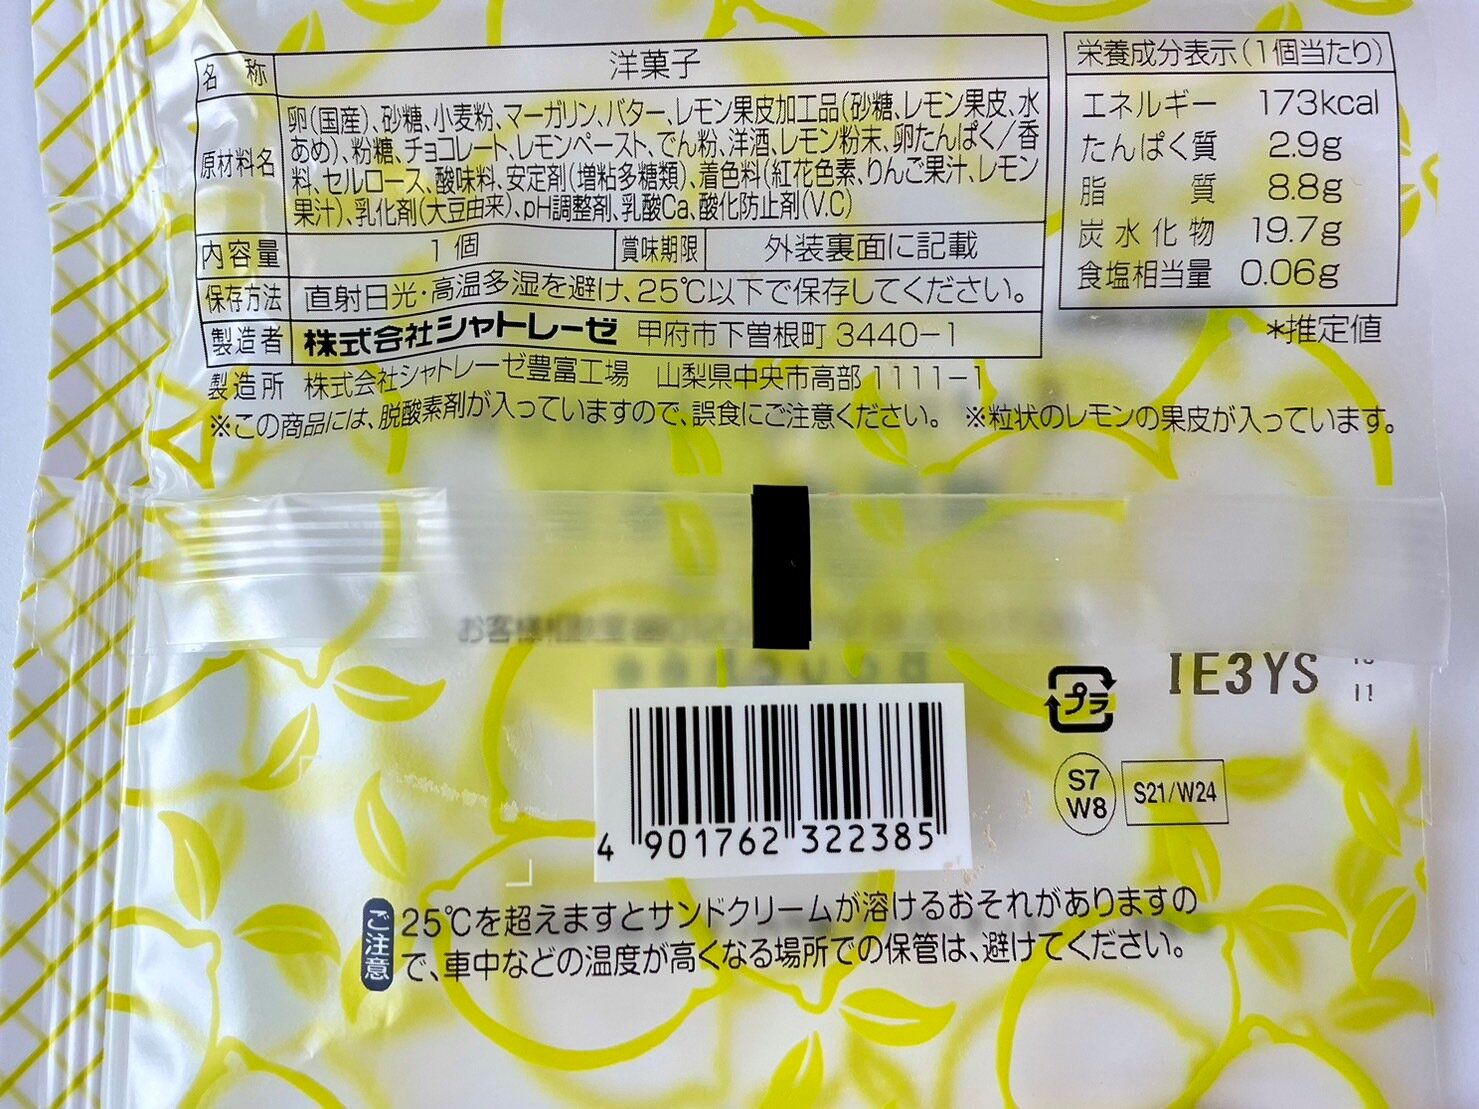 名称 洋菓子
原材料名
卵(国産)、砂糖、小麦粉、マーガリン、バター、レモン果皮加工品(砂糖、レモン果皮、水
あめ)、粉糖、チョコレート、レモンペースト、でん粉、洋酒、レモン粉末、卵たんぱく/香
料、セルロース、酸味料、安定剤(増粘多糖類)、着色料(紅花色素、りんご果汁、レモン
果汁)、乳化剤(大豆由来)、pH調整剤、乳酸Ca、酸化防止剤(V.C)
内容量 1個 賞味期限 外装裏面に記載
保存方法 直射日光・高温多湿を避け、25℃以下で保存してください。
製造者 株式会社シャトレーゼ 甲府市下曽根町3440-1
製造所 株式会社シャトレーゼ豊富工場 山梨県中央市高部1111-1
※この商品には、脱酸素剤が入っていますので、誤食にご注意ください。 ※粒状のレモンの果皮が入っています。
栄養成分表示(1個当たり)
エネルギー 173kcal
たんぱく質 2.9g
脂質 8.8g
炭水化物 19.7g
食塩相当量 0.06g
*推定値
プラ
IE3YS
11
S7
W8
S21/W24
4 901762 322385
ご注意
25℃を超えますとサンドクリームが溶けるおそれがありますの
で、車中などの温度が高くなる場所での保管は、避けてください。